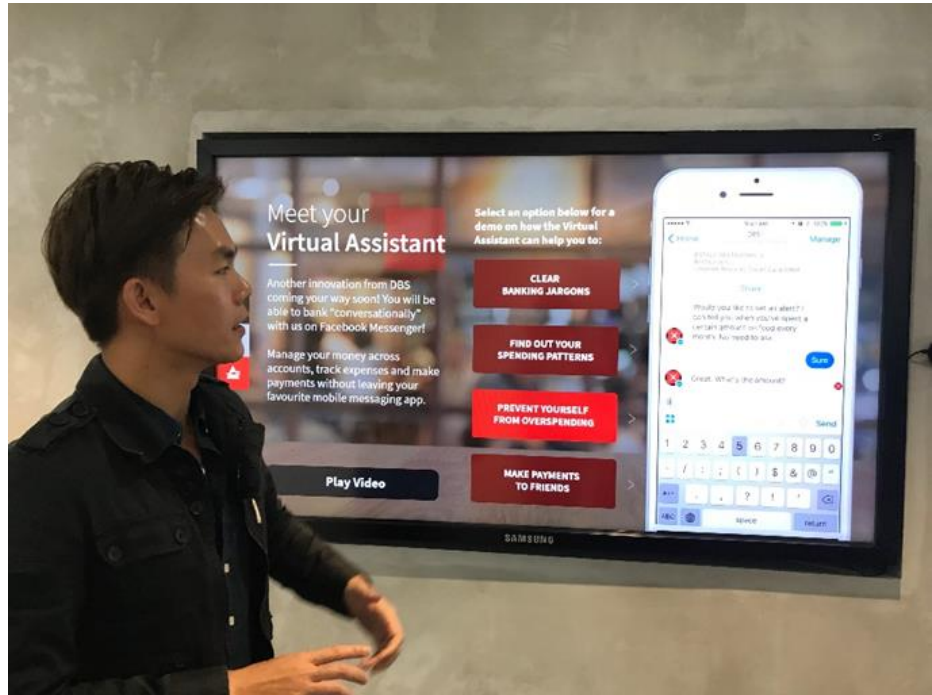 Meet your
Virtual Assistant
Another innovation from DBS
coming your way soon! You will be
able to bank "conversationally"
with us on Facebook Messenger!
Manage your money across
accounts, track expenses and make
payments without leaving your
favourite mobile messaging app.
Play Video
Select an option below for a
demo on how the Virtual
Assistant can help you to:
CLEAR
BANKING JARGONS
FIND OUT YOUR
SPENDING PATTERNS
PREVENT YOURSELF
FROM OVERSPENDING
MAKE PAYMENTS
TO FRIENDS
Home
DBS
Manage
Would you like to set an alert? I
can tell you when you've spent a
certain amount on food every
month. No need to ask.
Sure
Great. What's the amount?
Send
1 2 3 4 5 6 7 8 9 0
- / : ; ( ) $ & @ "
. , ? ! '
ABC space return
SAMSUNG